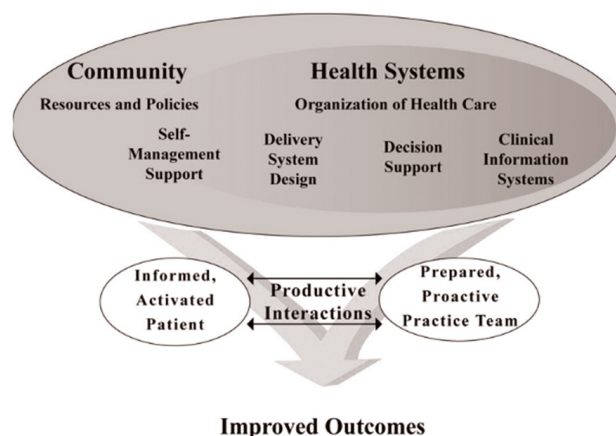 Community
Health Systems
Resources and Policies
Organization of Health Care
Self-
Management
Support
Delivery
System
Design
Decision
Support
Clinical
Information
Systems
Informed,
Activated
Patient
Productive
Interactions
Prepared,
Proactive
Practice Team
Improved Outcomes